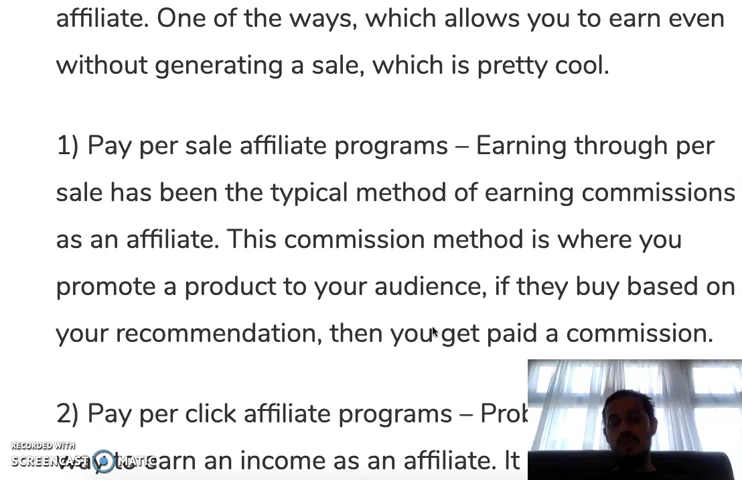 affiliate. One of the ways, which allows you to earn even
without generating a sale, which is pretty cool.
1) Pay per sale affiliate programs – Earning through per
sale has been the typical method of earning commissions
as an affiliate. This commission method is where you
promote a product to your audience, if they buy based on
your recommendation, then you get paid a commission.
2) Pay per click affiliate programs –
to earn an income as an affiliate. It
RECORDED WITH
SCREENCAST MATIC